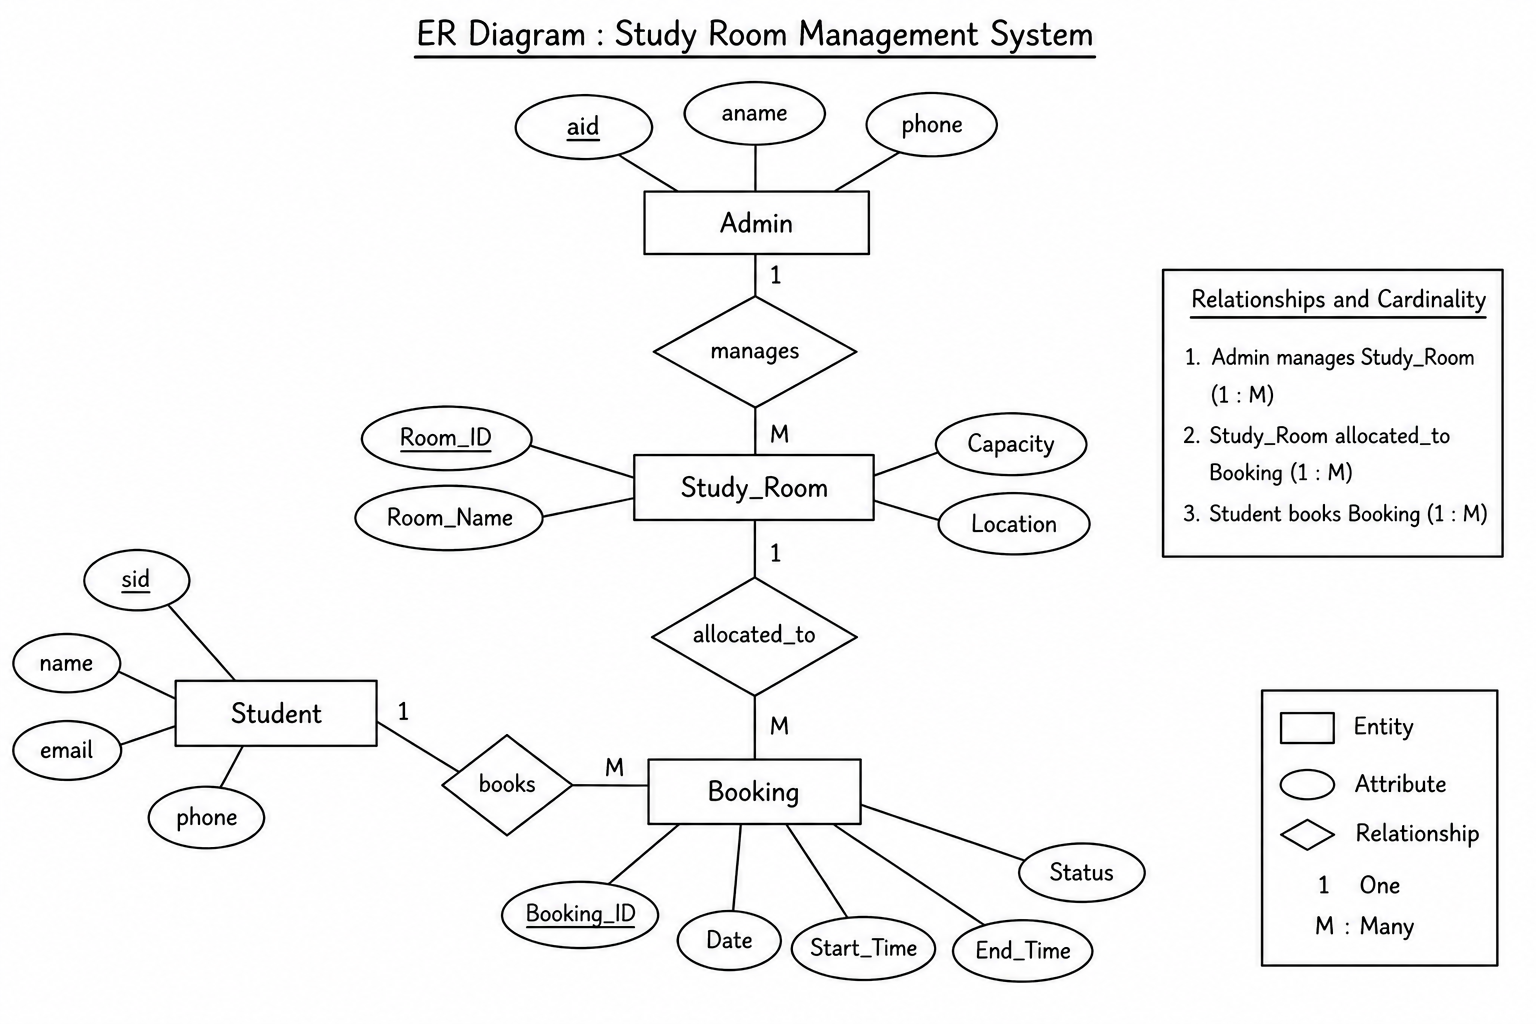 ER Diagram : Study Room Management System
aid
aname
phone
Admin
1
manages
M
Room_ID
Room_Name
Study_Room
Capacity
Location
1
allocated_to
M
sid
name
email
phone
Student
1
books
M
Booking
Booking_ID
Date
Start_Time
End_Time
Status
Relationships and Cardinality
1. Admin manages Study_Room
(1 : M)
2. Study_Room allocated_to
Booking (1 : M)
3. Student books Booking (1 : M)
Entity
Attribute
Relationship
1 One
M : Many